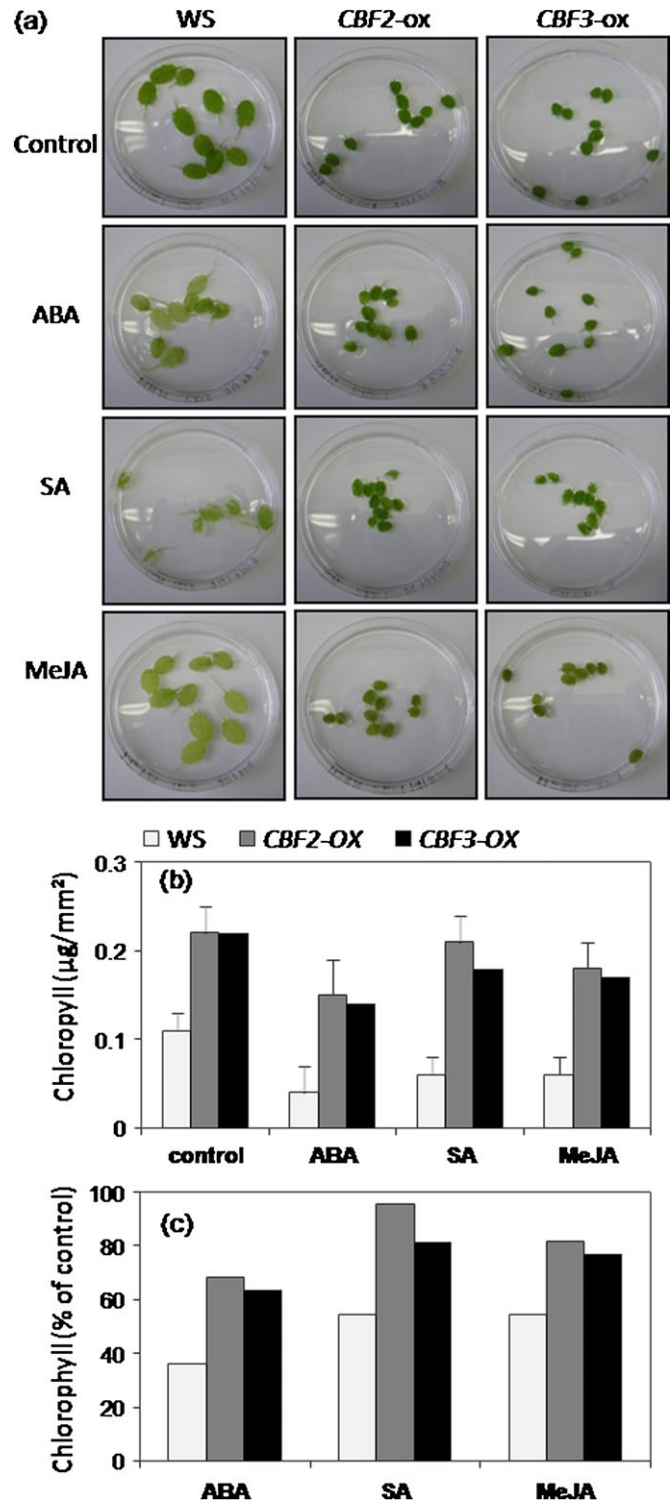 (a) WS CBF2-ox CBF3-ox
Control
ABA
SA
MeJA
WS CBF2-OX CBF3-OX
(b)
Chloropyll (µg/mm²)
0.3
0.2
0.1
0
control ABA SA MeJA
(c)
Chlorophyll (% of control)
100
80
60
40
20
0
ABA SA MeJA